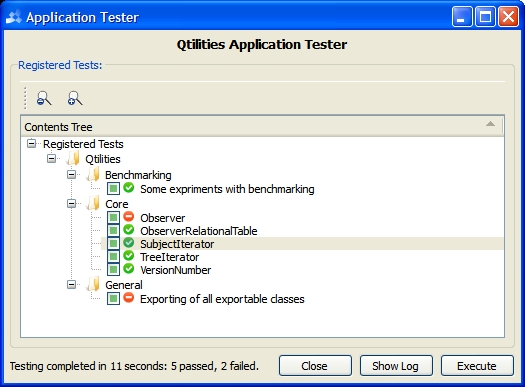 Application Tester
Qtilities Application Tester
Registered Tests:
Contents Tree
Registered Tests
Qtilities
Benchmarking
Some expriments with benchmarking
Core
Observer
ObserverRelationalTable
SubjectIterator
TreeIterator
VersionNumber
General
Exporting of all exportable classes
Testing completed in 11 seconds: 5 passed, 2 failed.
Close
Show Log
Execute